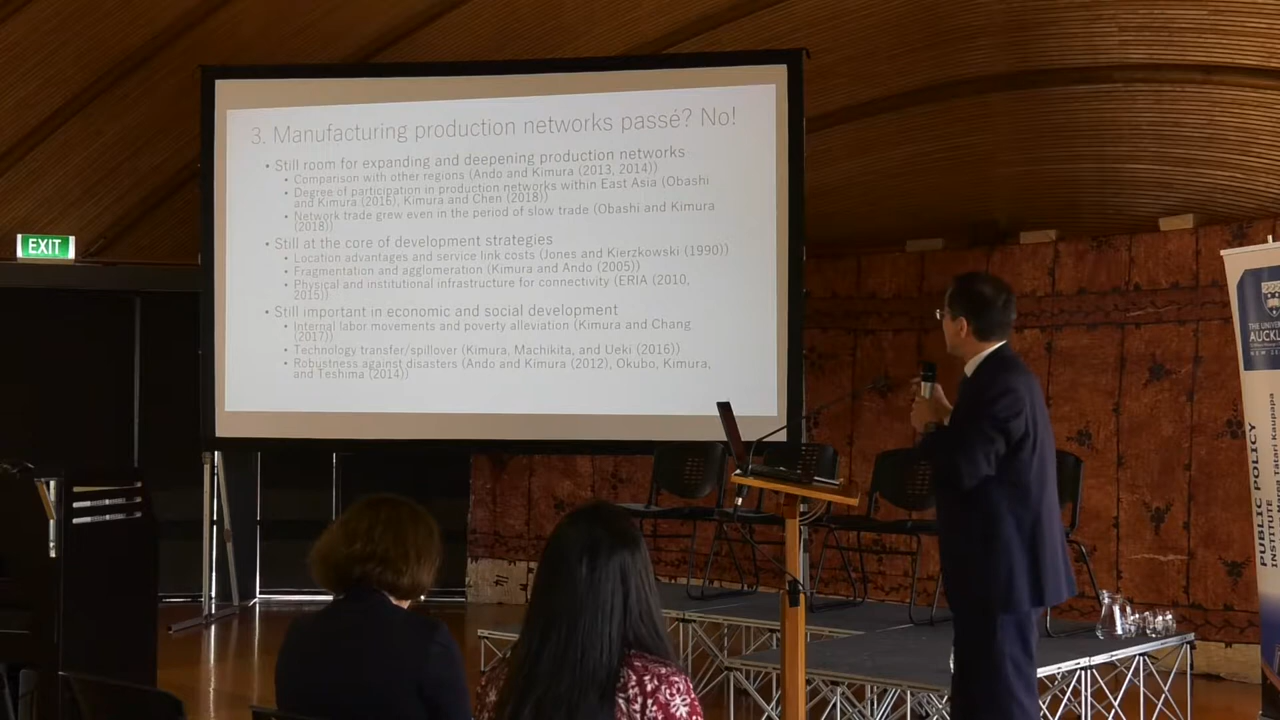 EXIT
3. Manufacturing production networks passé? No!
• Still room for expanding and deepening production networks
• Comparison with other regions (Ando and Kimura (2013, 2014))
• Degree of participation in production networks within East Asia (Obashi
and Kimura (2016), Kimura and Chen (2018))
• Network trade grew even in the period of slow trade (Obashi and Kimura
(2018))
• Still at the core of development strategies
• Location advantages and service link costs (Jones and Kierzkowski (1990))
• Fragmentation and agglomeration (Kimura and Ando (2005))
• Physical and institutional infrastructure for connectivity (ERIA (2010,
2015))
• Still important in economic and social development
• Internal labor movements and poverty alleviation (Kimura and Chang
(2017))
• Technology transfer/spillover (Kimura, Machikita, and Ueki (2016))
• Robustness against disasters (Ando and Kimura (2012), Okubo, Kimura,
and Teshima (2014))
THE
AUCKL
NEW
PUBLIC POLICY
INSTITUTE
Tātari Kaupapa